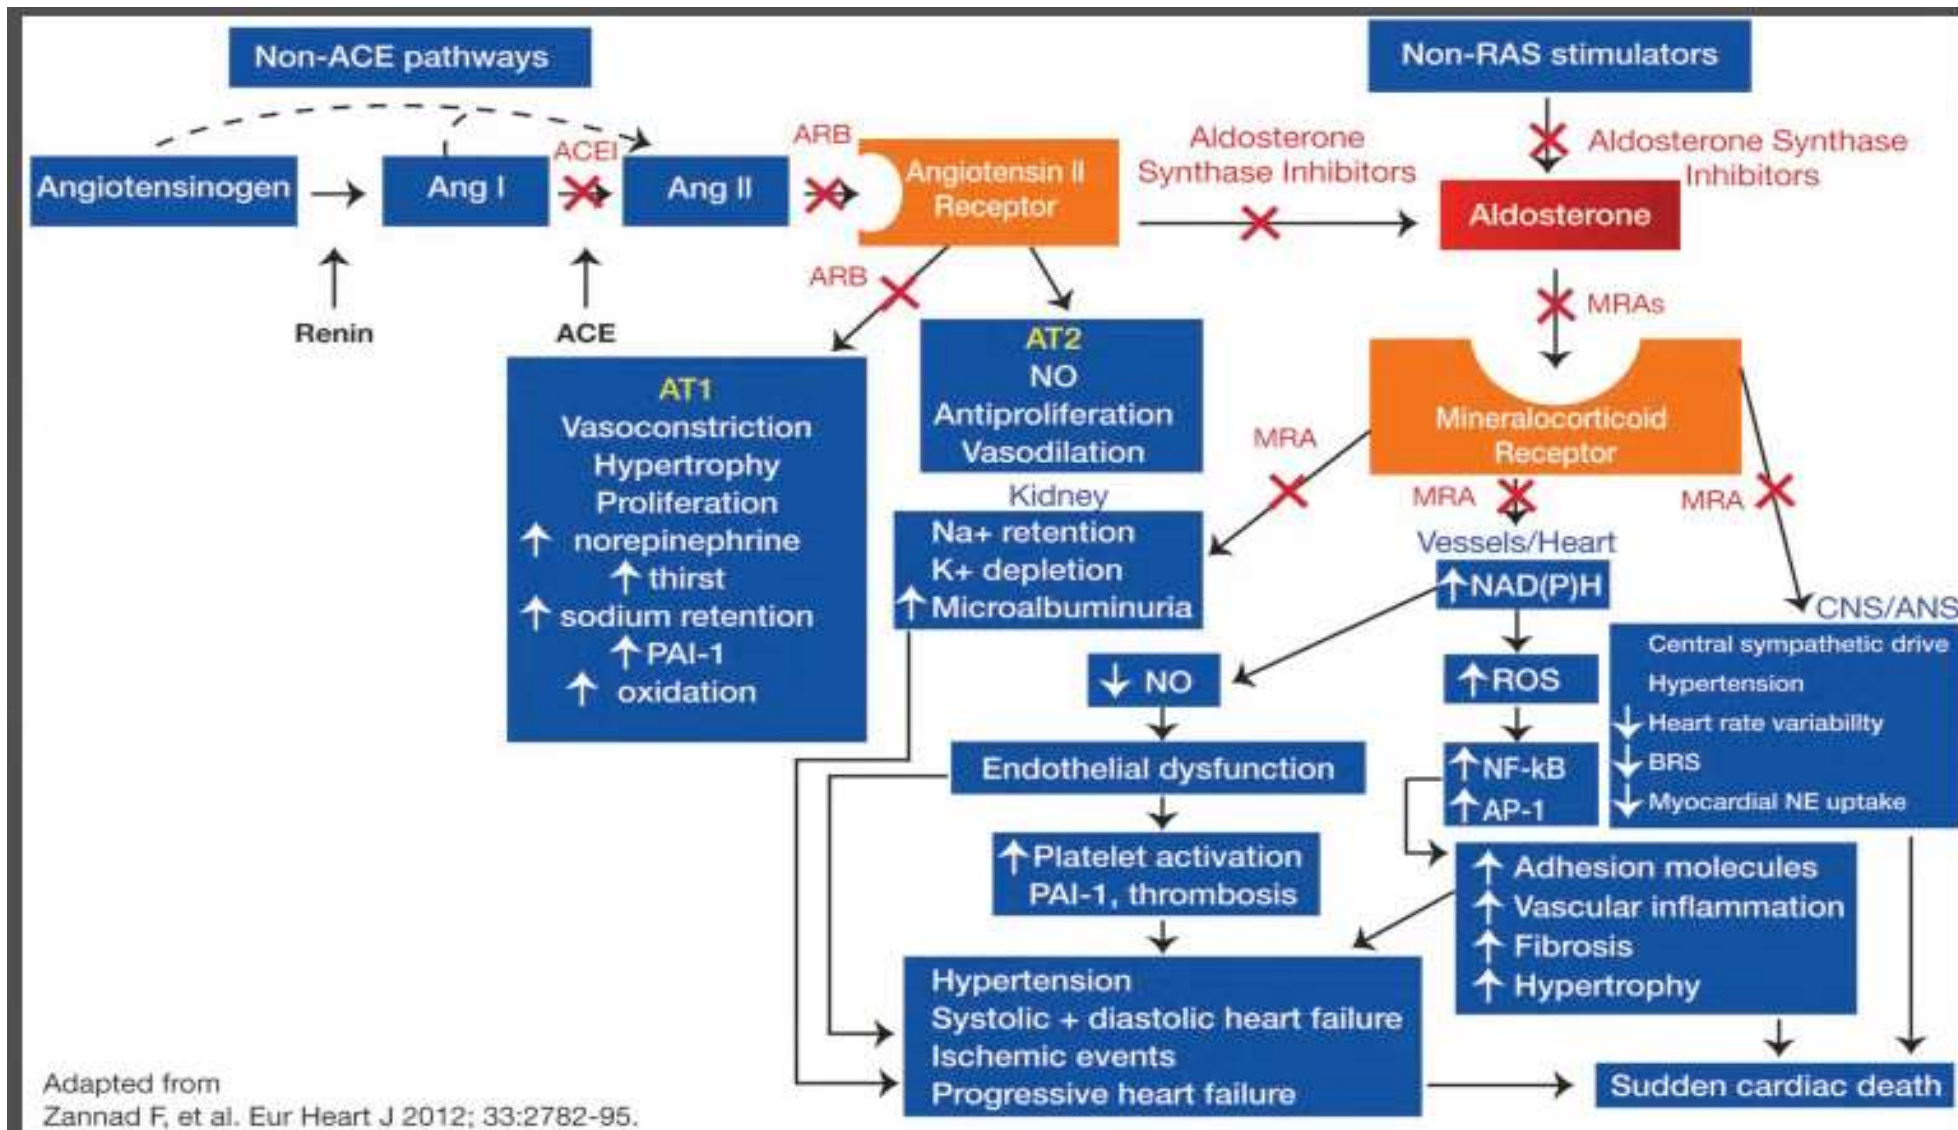 Non-ACE pathways
Non-RAS stimulators
Angiotensinogen
Ang I
ACEI
Ang II
ARB
Angiotensin II
Receptor
Aldosterone
Synthase Inhibitors
Aldosterone Synthase
Inhibitors
Aldosterone
Renin
ACE
ARB
MRAs
AT1
Vasoconstriction
Hypertrophy
Proliferation
↑ norepinephrine
↑ thirst
↑ sodium retention
↑ PAI-1
↑ oxidation
AT2
NO
Antiproliferation
Vasodilation
Mineralocorticoid
Receptor
MRA
MRA
MRA
Kidney
Na+ retention
K+ depletion
↑ Microalbuminuria
Vessels/Heart
↑ NAD(P)H
↓ NO
↑ ROS
↑ NF-kB
↑ AP-1
CNS/ANS
Central sympathetic drive
Hypertension
↓ Heart rate variability
↓ BRS
↓ Myocardial NE uptake
Endothelial dysfunction
↑ Platelet activation
PAI-1, thrombosis
↑ Adhesion molecules
↑ Vascular inflammation
↑ Fibrosis
↑ Hypertrophy
Hypertension
Systolic + diastolic heart failure
Ischemic events
Progressive heart failure
Sudden cardiac death
Adapted from
Zannad F, et al. Eur Heart J 2012; 33:2782-95.